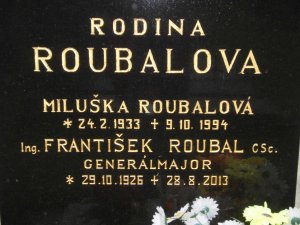 RODINA
ROUBALOVA
MILUŠKA ROUBALOVÁ
* 24.2.1933 + 9.10.1994
Ing. FRANTIŠEK ROUBAL CSc.
GENERÁLMAJOR
* 29.10.1926 + 28.8.2013